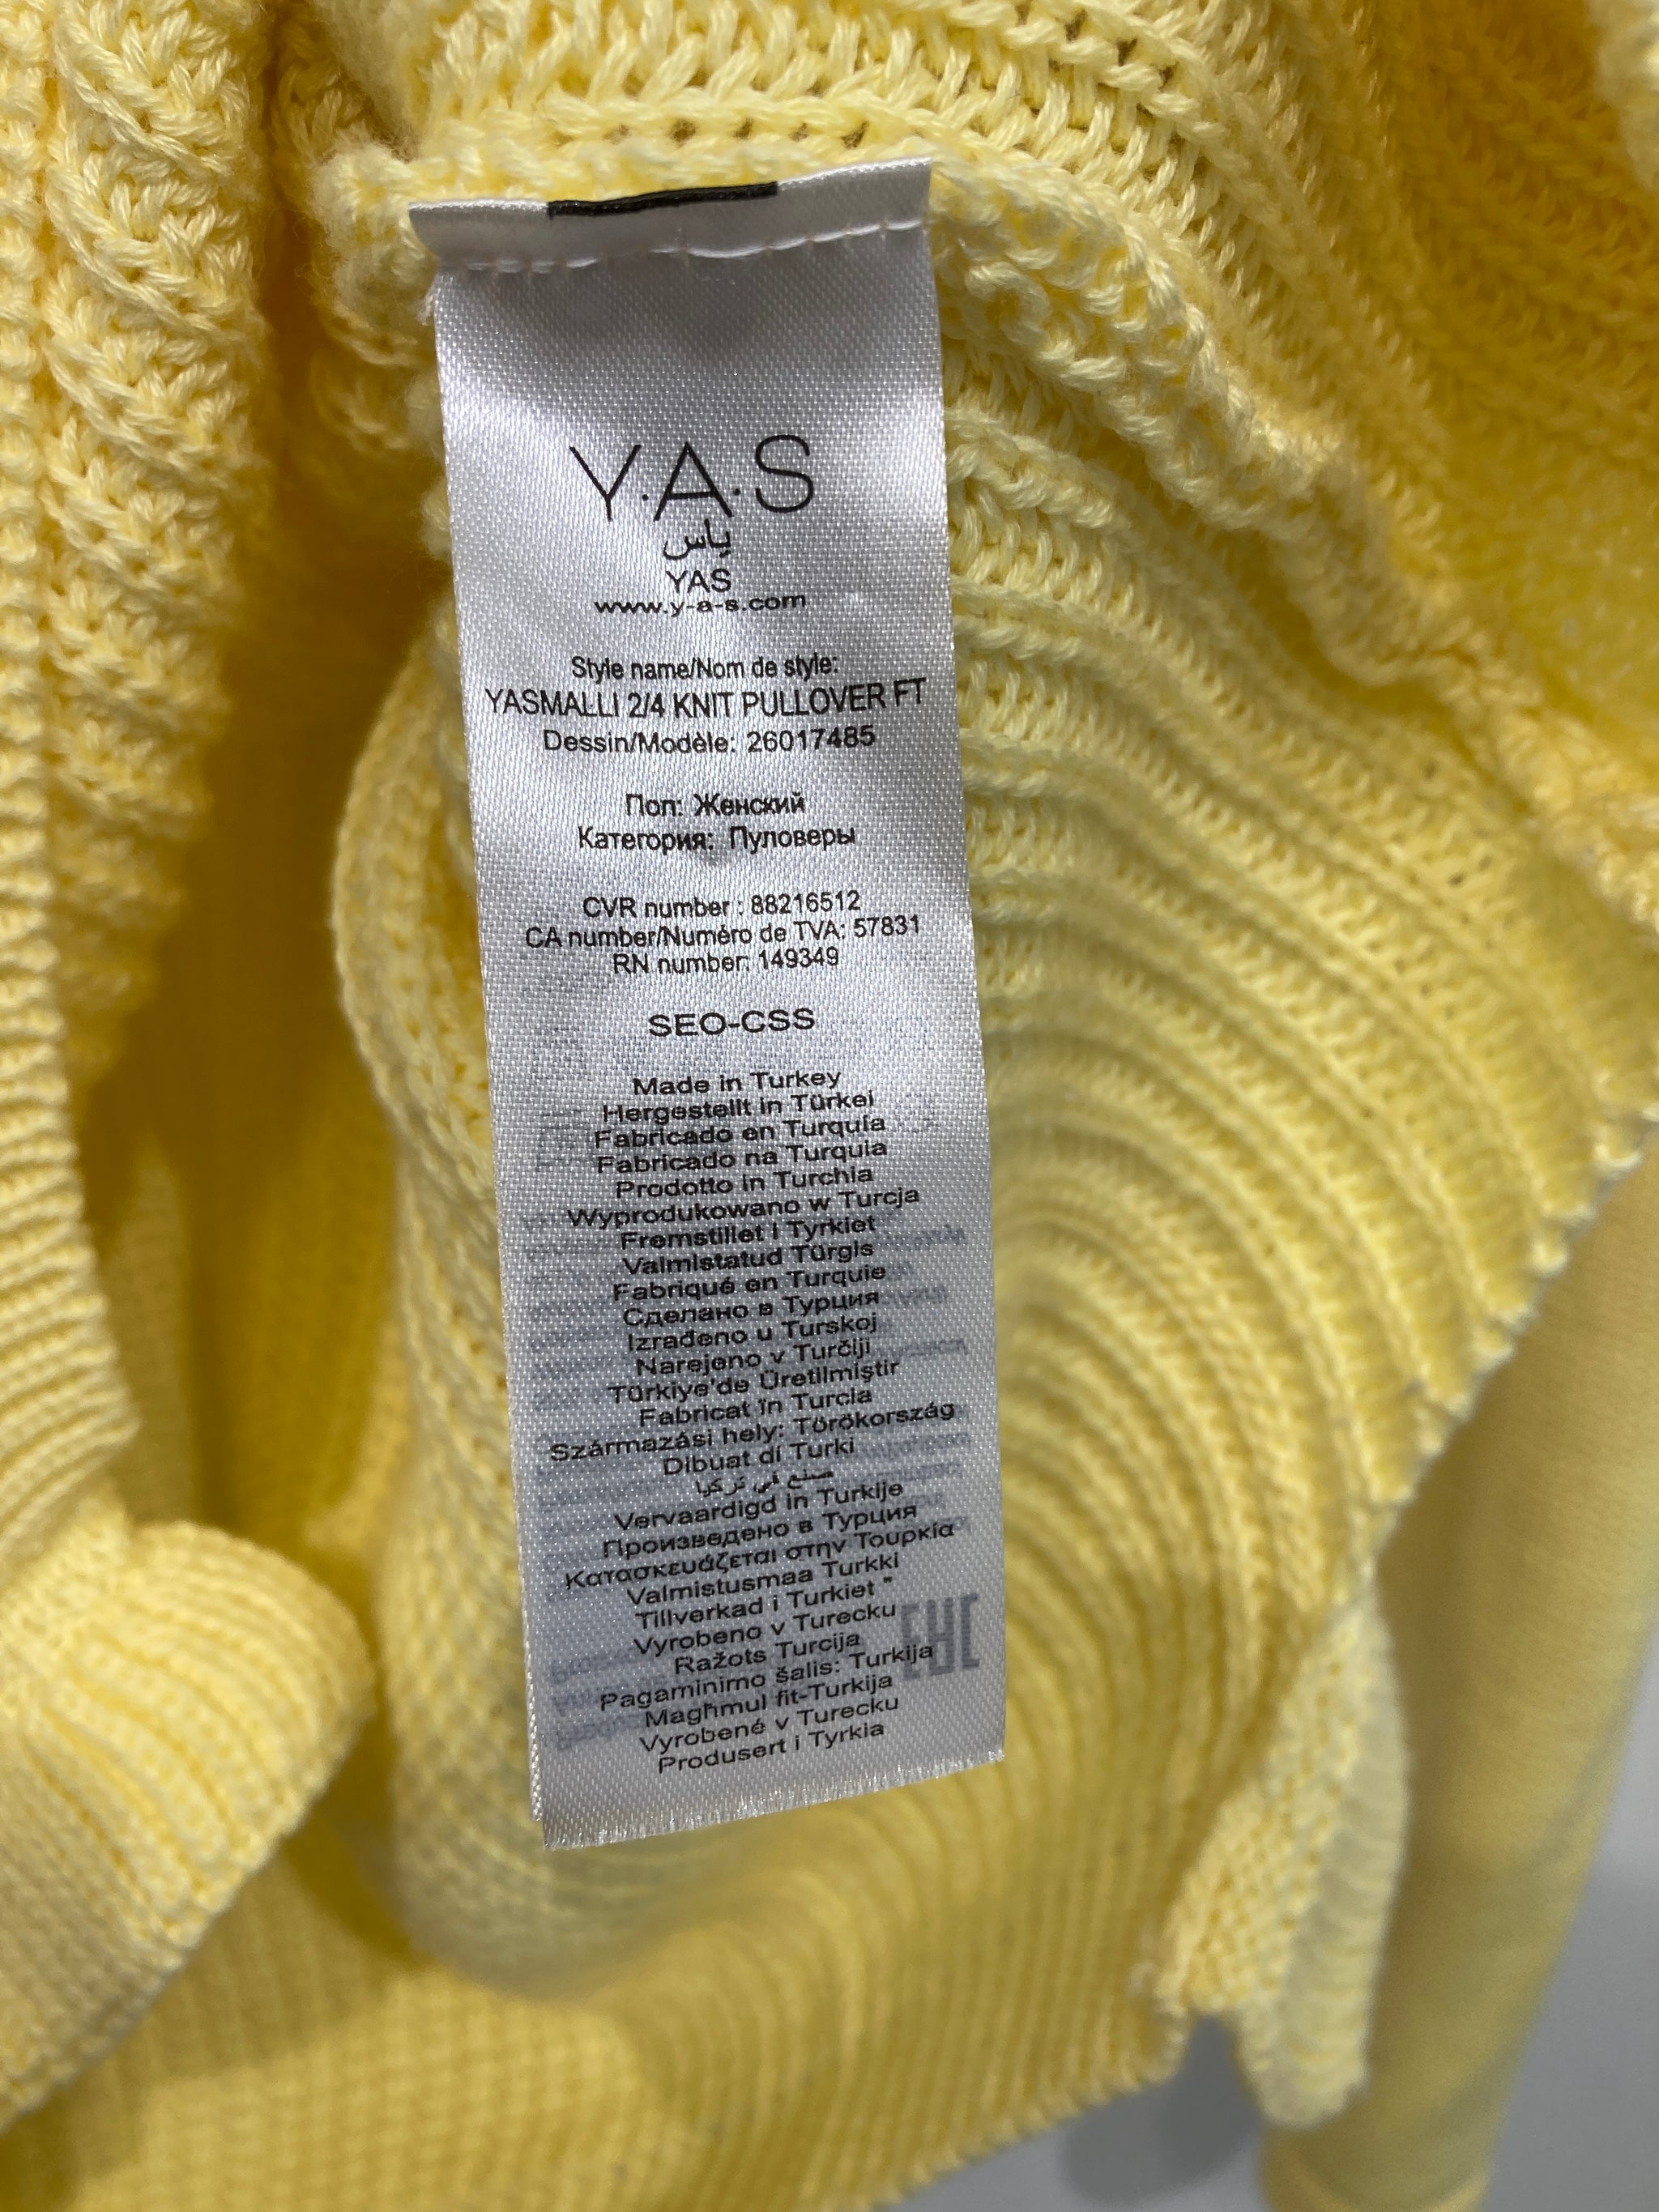 Y.A.S
ياس
YAS
www.y-a-s.com
Style name/Nom de style:
YASMALLI 2/4 KNIT PULLOVER FT
Dessin/Modèle: 26017485
Пол: Женский
Категория: Пуловеры
CVR number : 88216512
CA number/Numéro de TVA: 57831
RN number: 149349
SEO-CSS
Made in Turkey
Hergestellt in Türkei
Fabricado en Turquía
Fabricado na Turquia
Prodotto in Turchia
Wyprodukowano w Turcja
Fremstillet i Tyrkiet
Valmistatud Türgis
Fabriqué en Turquie
Сделано в Турция
Izrađeno u Turskoj
Narejeno v Turčiji
Türkiye'de Üretilmiştir
Fabricat în Turcia
Származási hely: Törökország
Dibuat di Turki
صنع في تركيا
Vervaardigd in Turkije
Произведено в Турция
Κατασκευάζεται στην Τουρκία
Valmistusmaa Turkki
Tillverkad i Turkiet "
Vyrobeno v Turecku
Ražots Turcija
Pagaminimo šalis: Turkija
Magħmul fit-Turkija
Vyrobené v Turecku
Produsert i Tyrkia